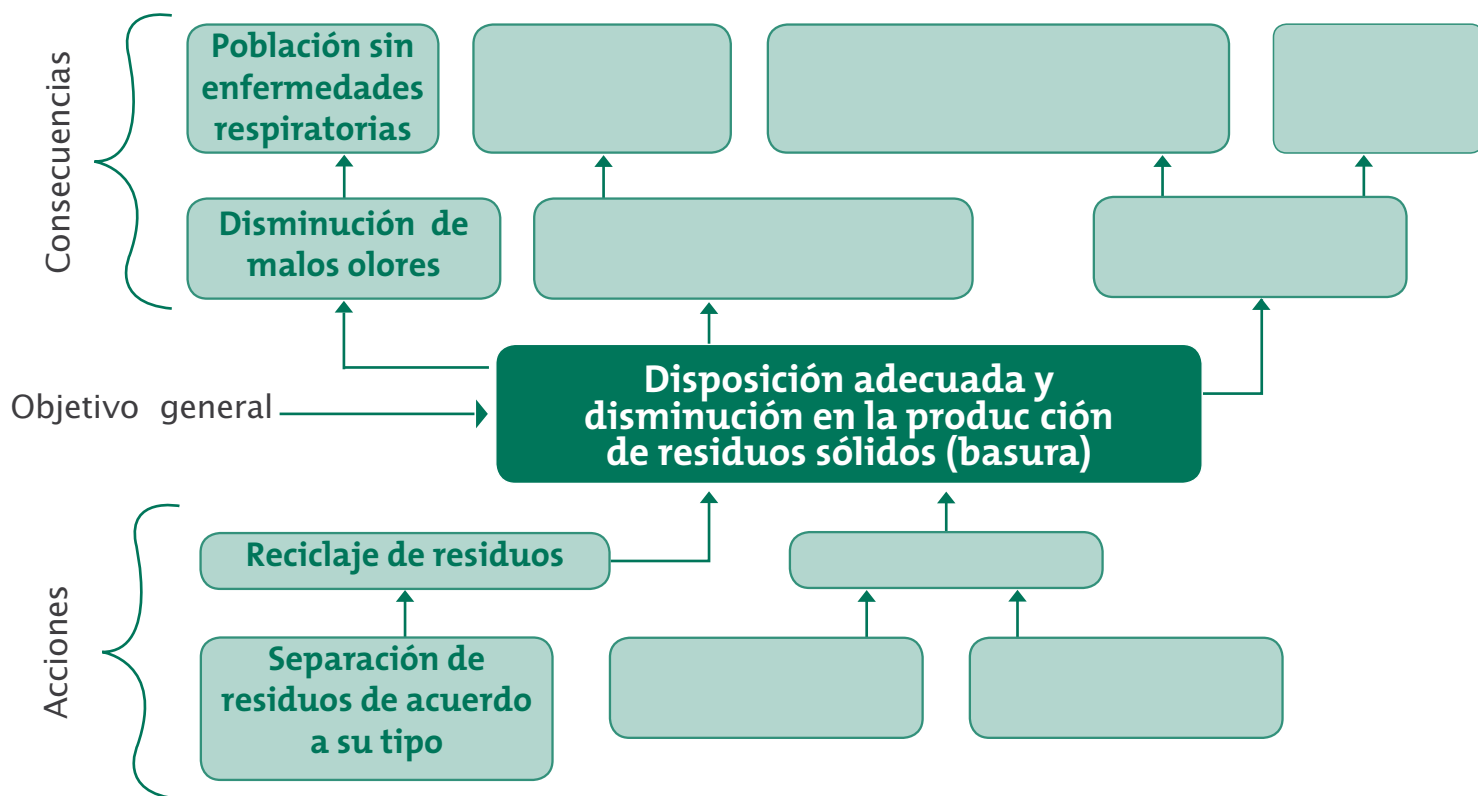 Consecuencias
Población sin
enfermedades
respiratorias
Disminución de
malos olores
Objetivo general
Disposición adecuada y
disminución en la produc ción
de residuos sólidos (basura)
Acciones
Reciclaje de residuos
Separación de
residuos de acuerdo
a su tipo